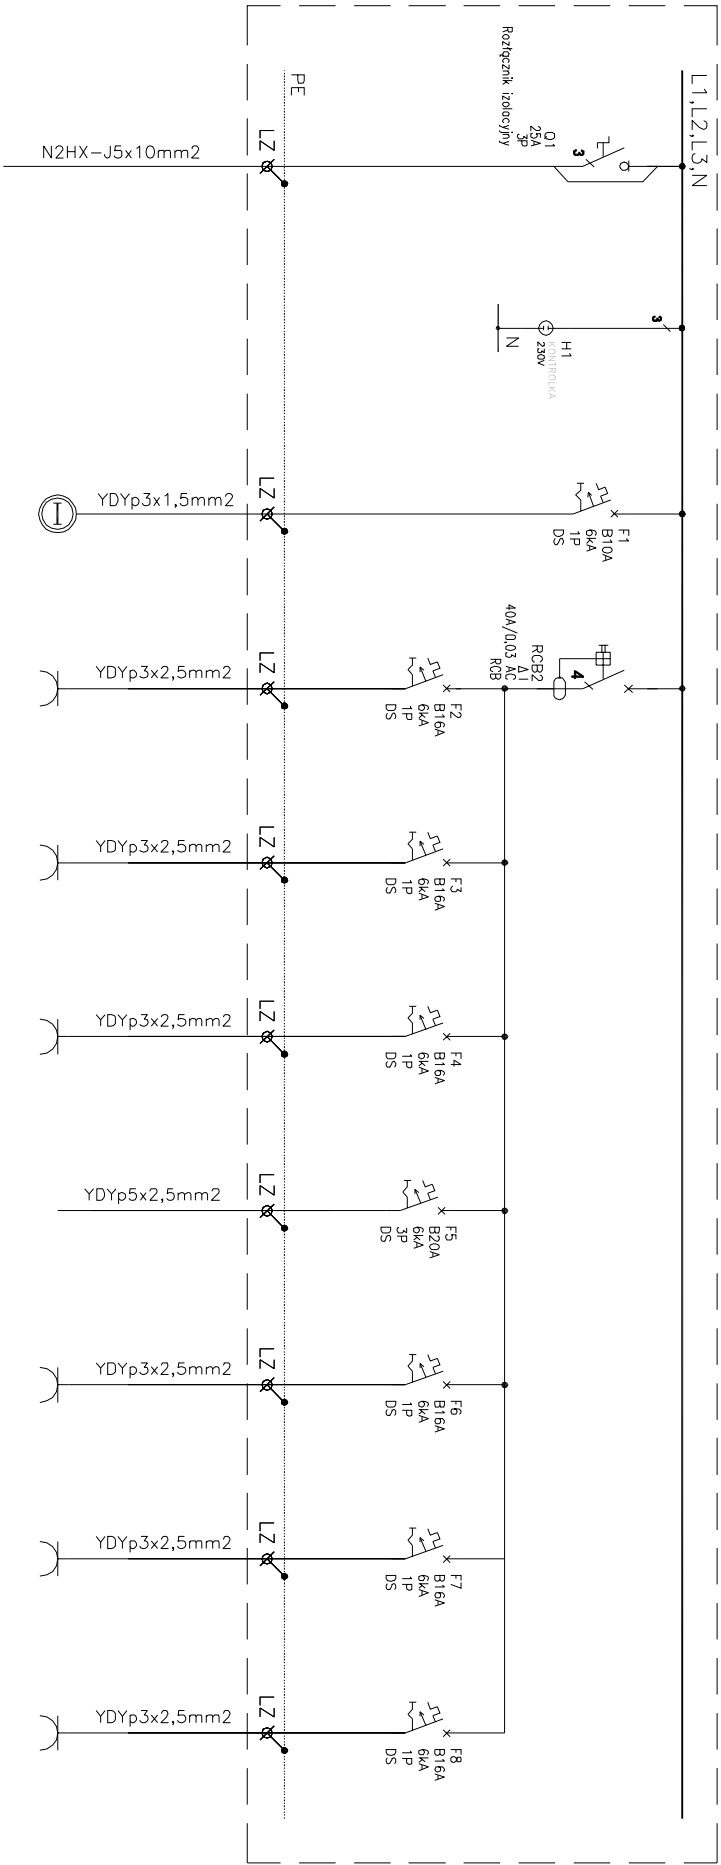 L1,L2,L3,N
PE
Q1
25A
3P
Rozłącznik izolacyjny
3
LZ
N2HX-J5x10mm2
3
H1
KONTROLKA
230V
N
F1
B10A
6kA
1P
DS
LZ
YDYp3x1,5mm2
I
4
RCB2
ΔI
40A/0,03 AC
RCB
F2
B16A
6kA
1P
DS
LZ
YDYp3x2,5mm2
F3
B16A
6kA
1P
DS
LZ
YDYp3x2,5mm2
F4
B16A
6kA
1P
DS
LZ
YDYp3x2,5mm2
F5
B20A
6kA
3P
DS
LZ
YDYp5x2,5mm2
F6
B16A
6kA
1P
DS
LZ
YDYp3x2,5mm2
F7
B16A
6kA
1P
DS
LZ
YDYp3x2,5mm2
F8
B16A
6kA
1P
DS
LZ
YDYp3x2,5mm2